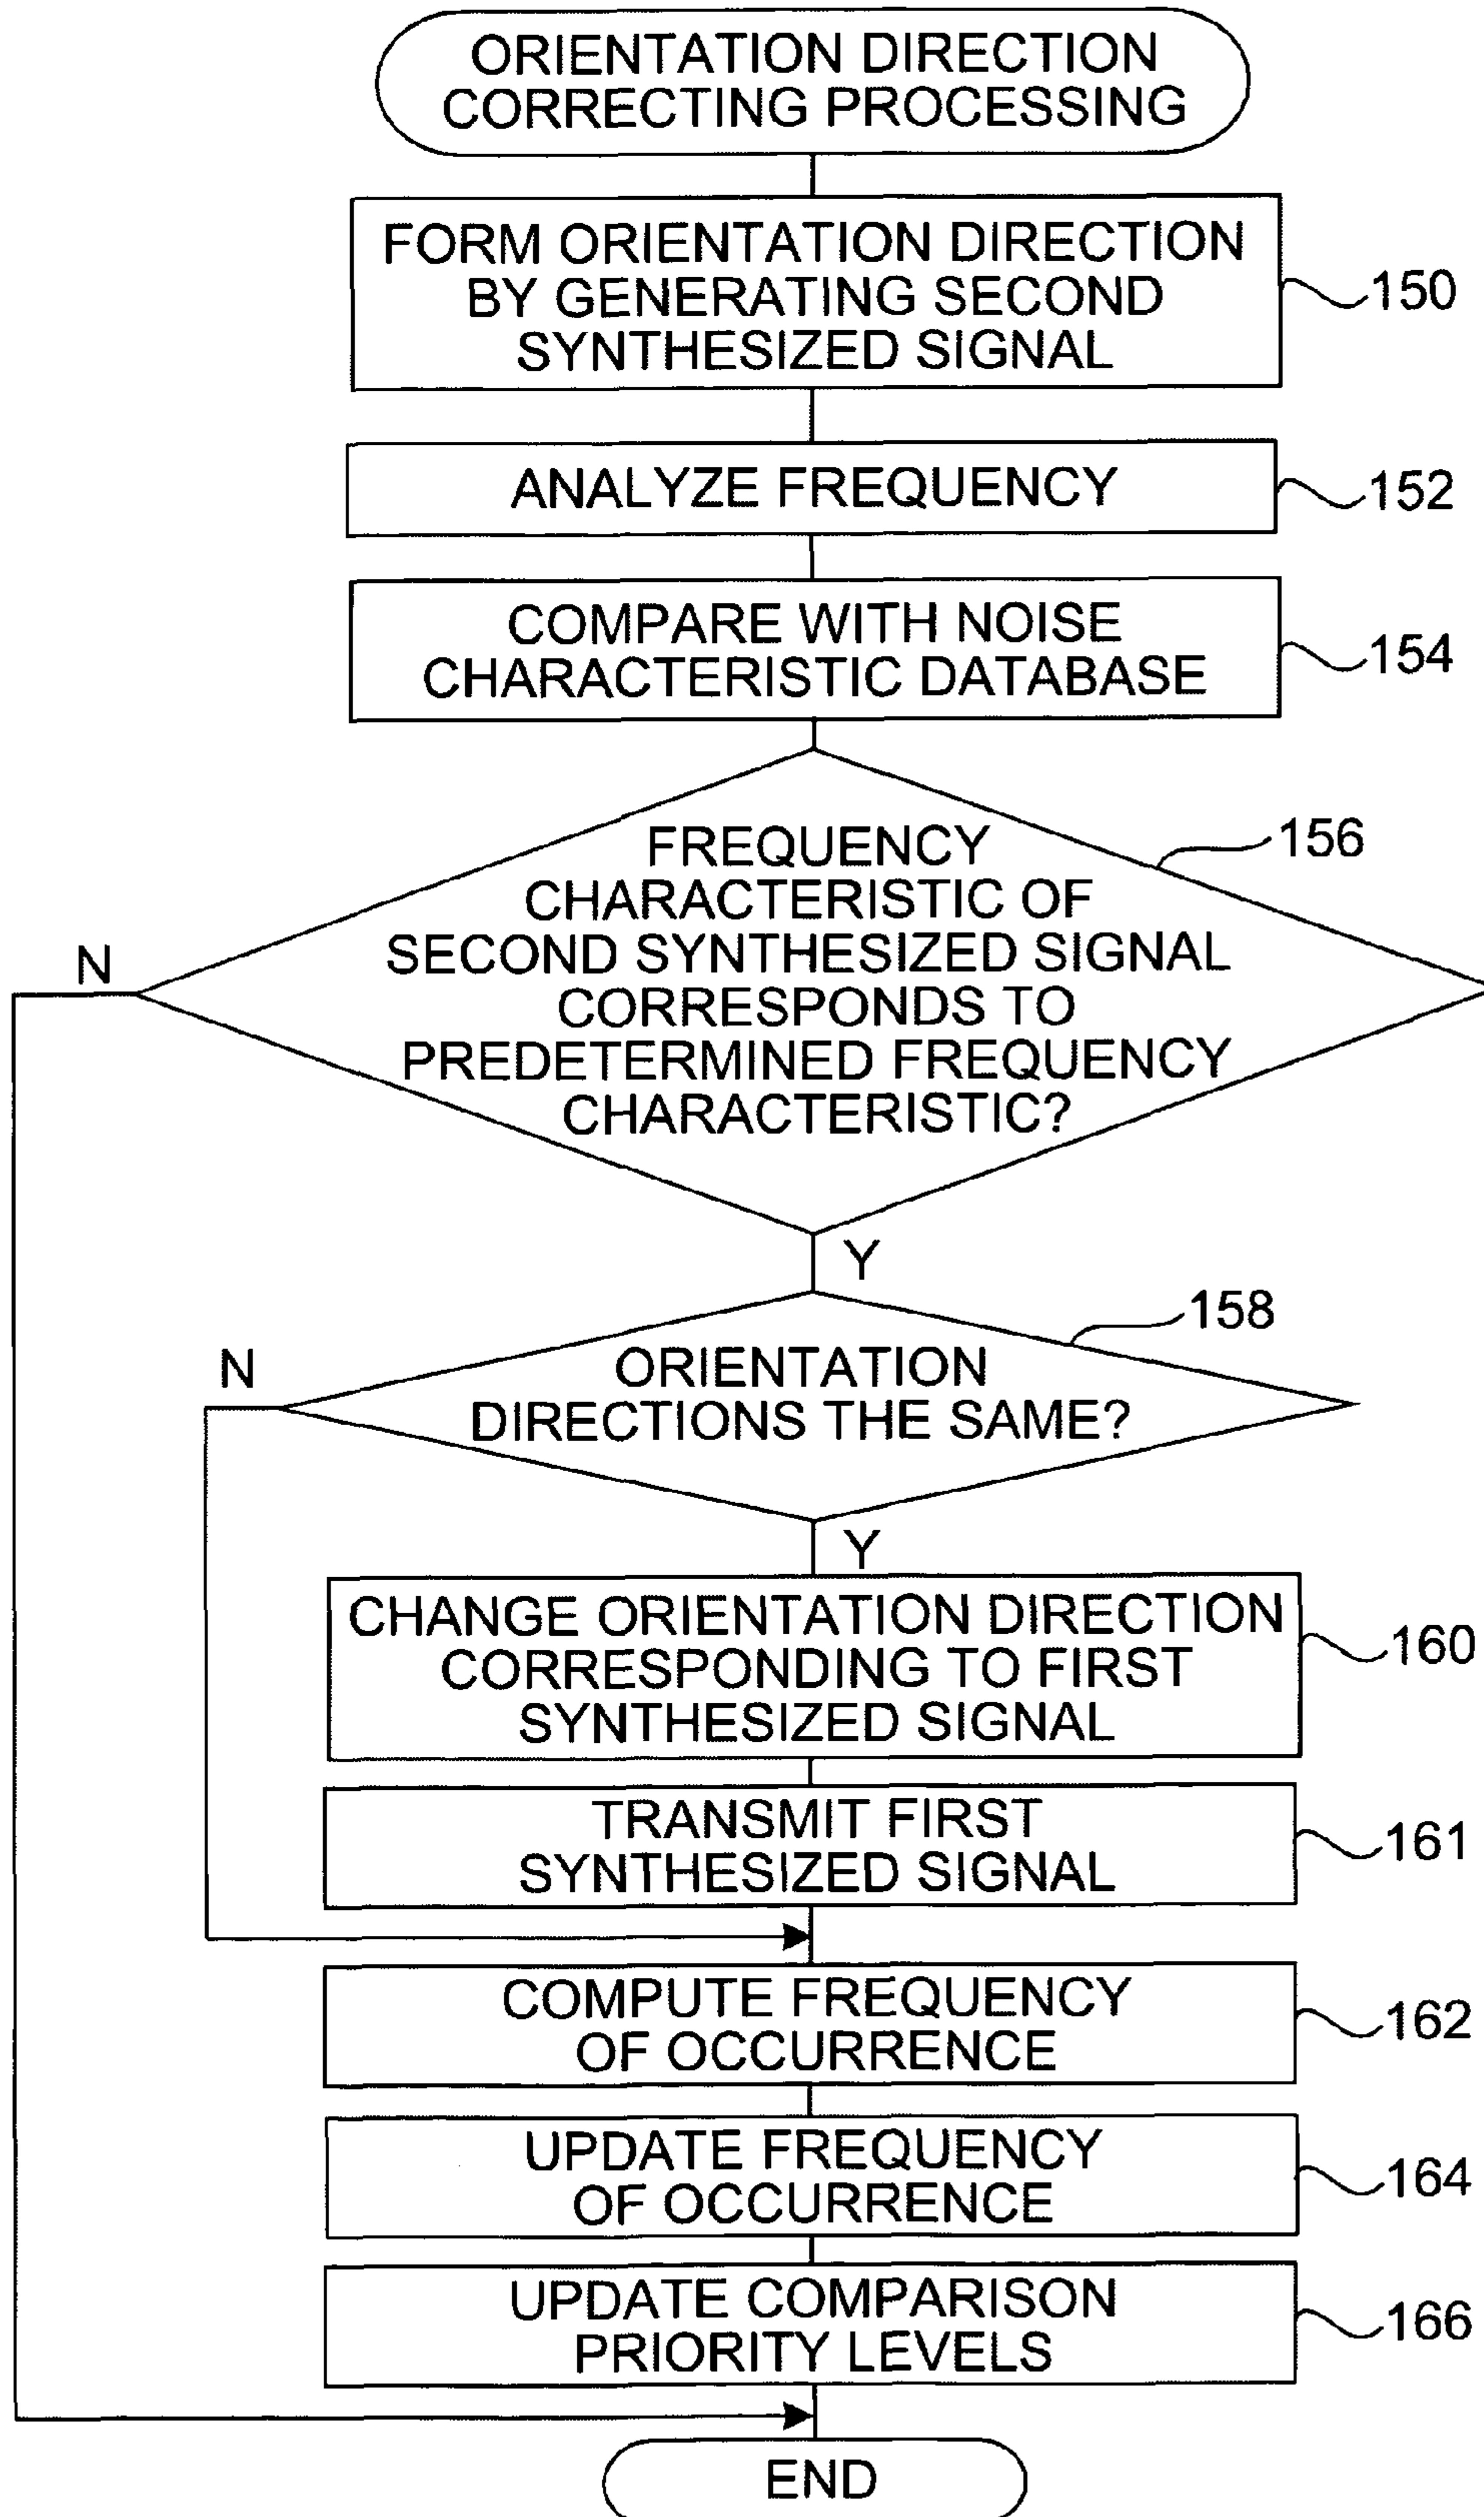 ORIENTATION DIRECTION
CORRECTING PROCESSING
FORM ORIENTATION DIRECTION
BY GENERATING SECOND
SYNTHESIZED SIGNAL
150
ANALYZE FREQUENCY
152
COMPARE WITH NOISE
CHARACTERISTIC DATABASE
154
FREQUENCY
CHARACTERISTIC OF
SECOND SYNTHESIZED SIGNAL
CORRESPONDS TO
PREDETERMINED FREQUENCY
CHARACTERISTIC?
156
N
Y
ORIENTATION
DIRECTIONS THE SAME?
158
N
Y
CHANGE ORIENTATION DIRECTION
CORRESPONDING TO FIRST
SYNTHESIZED SIGNAL
160
TRANSMIT FIRST
SYNTHESIZED SIGNAL
161
COMPUTE FREQUENCY
OF OCCURRENCE
162
UPDATE FREQUENCY
OF OCCURRENCE
164
UPDATE COMPARISON
PRIORITY LEVELS
166
END